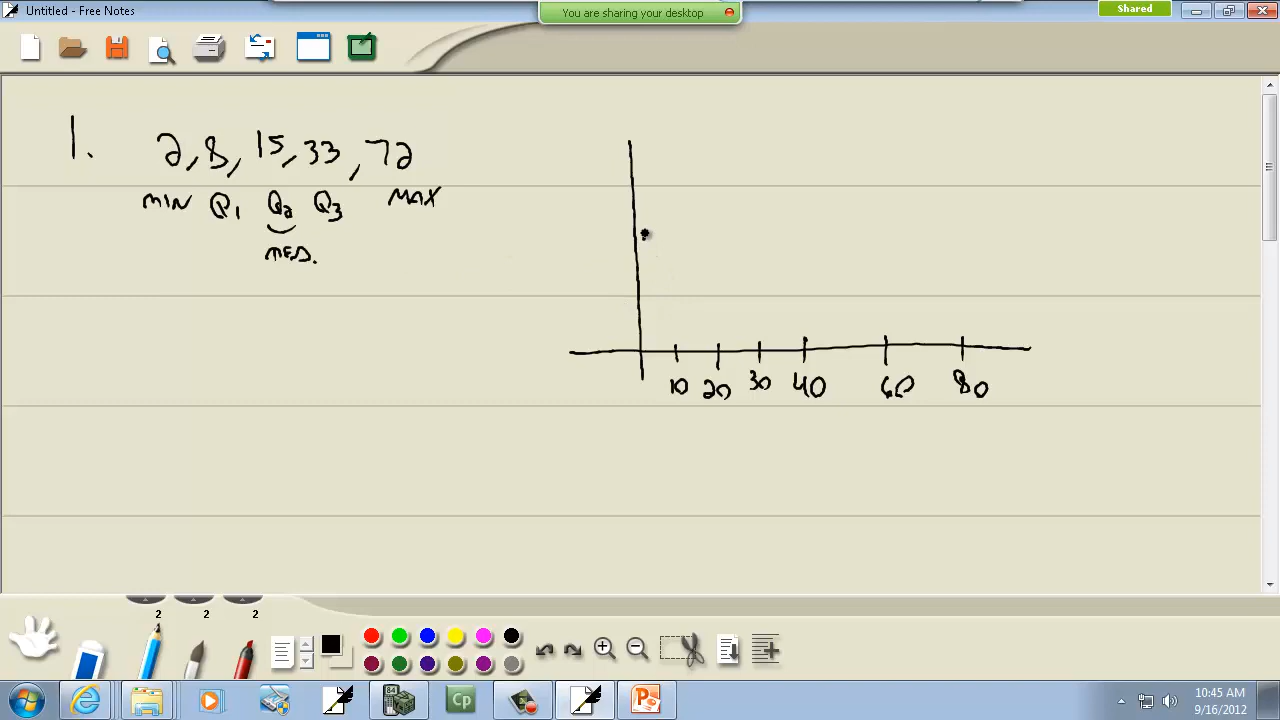 Untitled - Free Notes
You are sharing your desktop
Shared
1. 2, 8, 15, 33, 72
MIN Q1 Q2 Q3 MAX
MED.
10 20 30 40 60 80
2 2 2
Cp
10:45 AM
9/16/2012